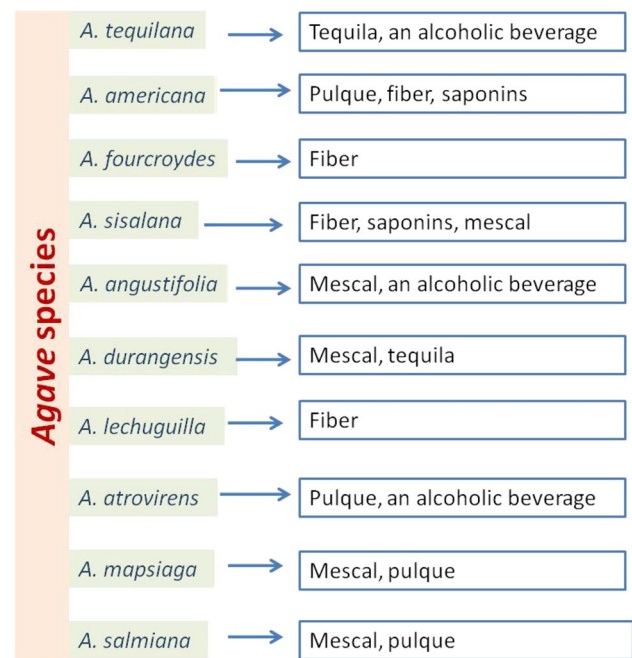 Agave species
A. tequilana
Tequila, an alcoholic beverage
A. americana
Pulque, fiber, saponins
A. fourcroydes
Fiber
A. sisalana
Fiber, saponins, mescal
A. angustifolia
Mescal, an alcoholic beverage
A. durangensis
Mescal, tequila
A. lechuguilla
Fiber
A. atrovirens
Pulque, an alcoholic beverage
A. mapsiaga
Mescal, pulque
A. salmiana
Mescal, pulque